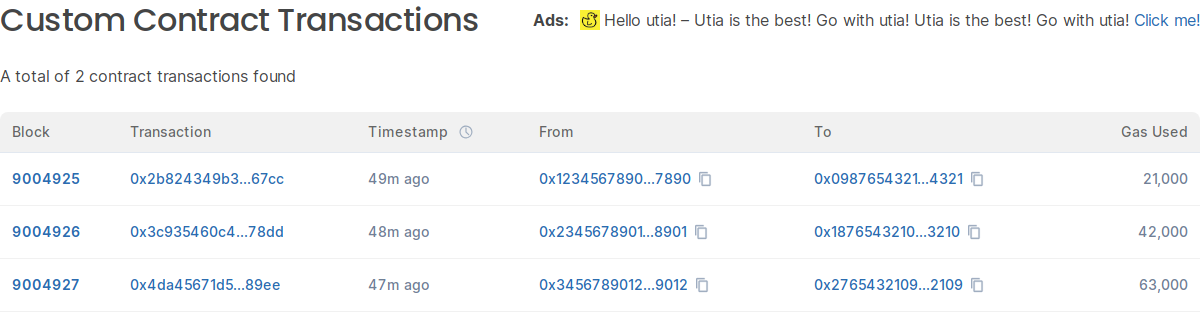 Custom Contract Transactions
Ads: Hello utia! – Utia is the best! Go with utia! Utia is the best! Go with utia! Click me!
A total of 2 contract transactions found
Block Transaction Timestamp From To Gas Used
9004925 0x2b824349b3...67cc 49m ago 0x1234567890...7890 0x0987654321...4321 21,000
9004926 0x3c935460c4...78dd 48m ago 0x2345678901...8901 0x1876543210...3210 42,000
9004927 0x4da45671d5...89ee 47m ago 0x3456789012...9012 0x2765432109...2109 63,000